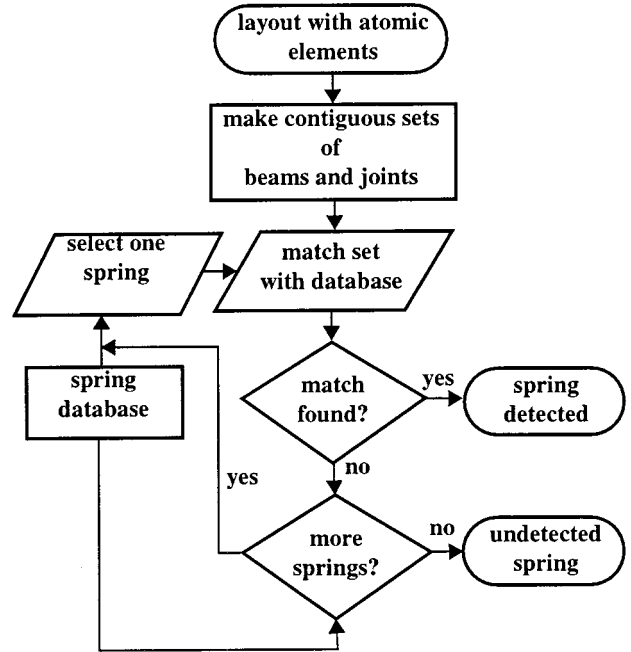 layout with atomic
elements
make contiguous sets
of
beams and joints
select one
spring
match set
with database
spring
database
match
found?
yes
spring
detected
no
yes
more
springs?
no
undetected
spring